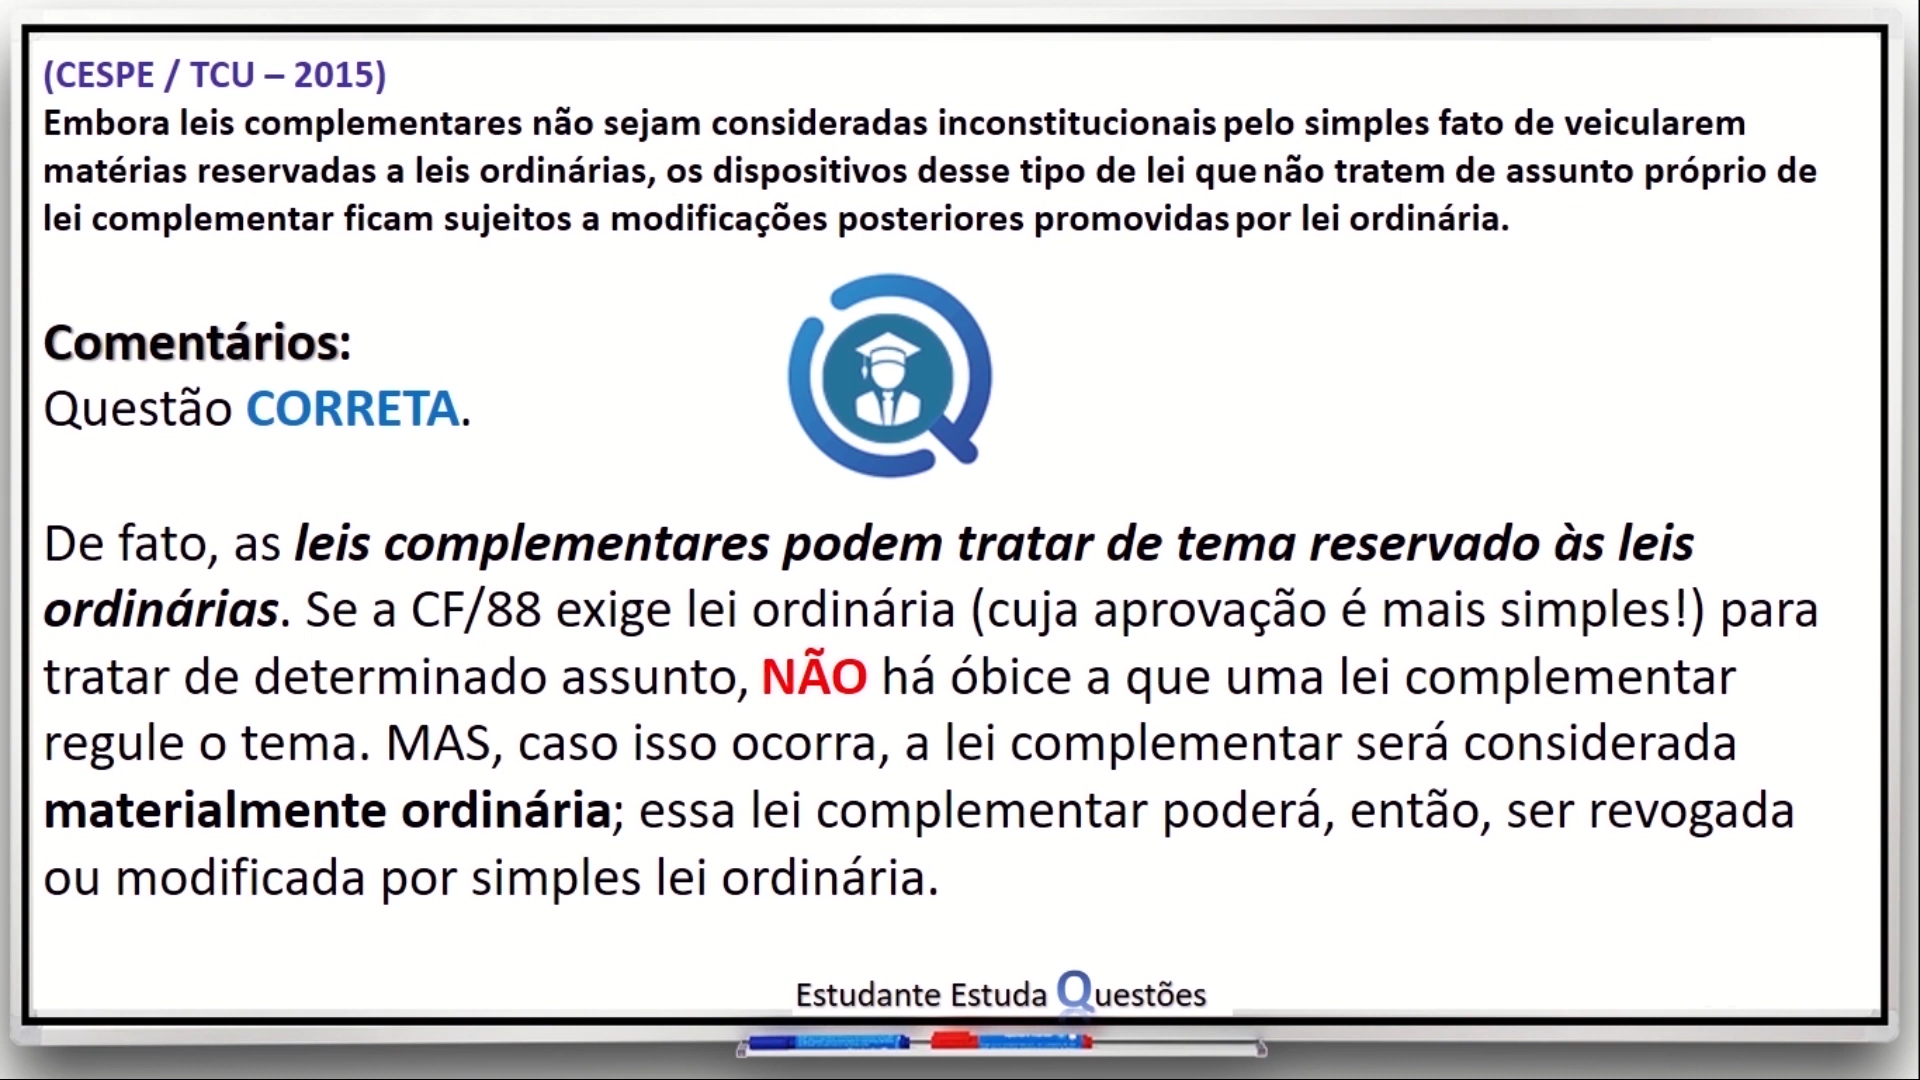 (CESPE / TCU – 2015)
Embora leis complementares não sejam consideradas inconstitucionais pelo simples fato de veicularem
matérias reservadas a leis ordinárias, os dispositivos desse tipo de lei que não tratem de assunto próprio de
lei complementar ficam sujeitos a modificações posteriores promovidas por lei ordinária.
Comentários:
Questão CORRETA.
De fato, as leis complementares podem tratar de tema reservado às leis
ordinárias. Se a CF/88 exige lei ordinária (cuja aprovação é mais simples!) para
tratar de determinado assunto, NÃO há óbice a que uma lei complementar
regule o tema. MAS, caso isso ocorra, a lei complementar será considerada
materialmente ordinária; essa lei complementar poderá, então, ser revogada
ou modificada por simples lei ordinária.
Estudante Estuda Questões